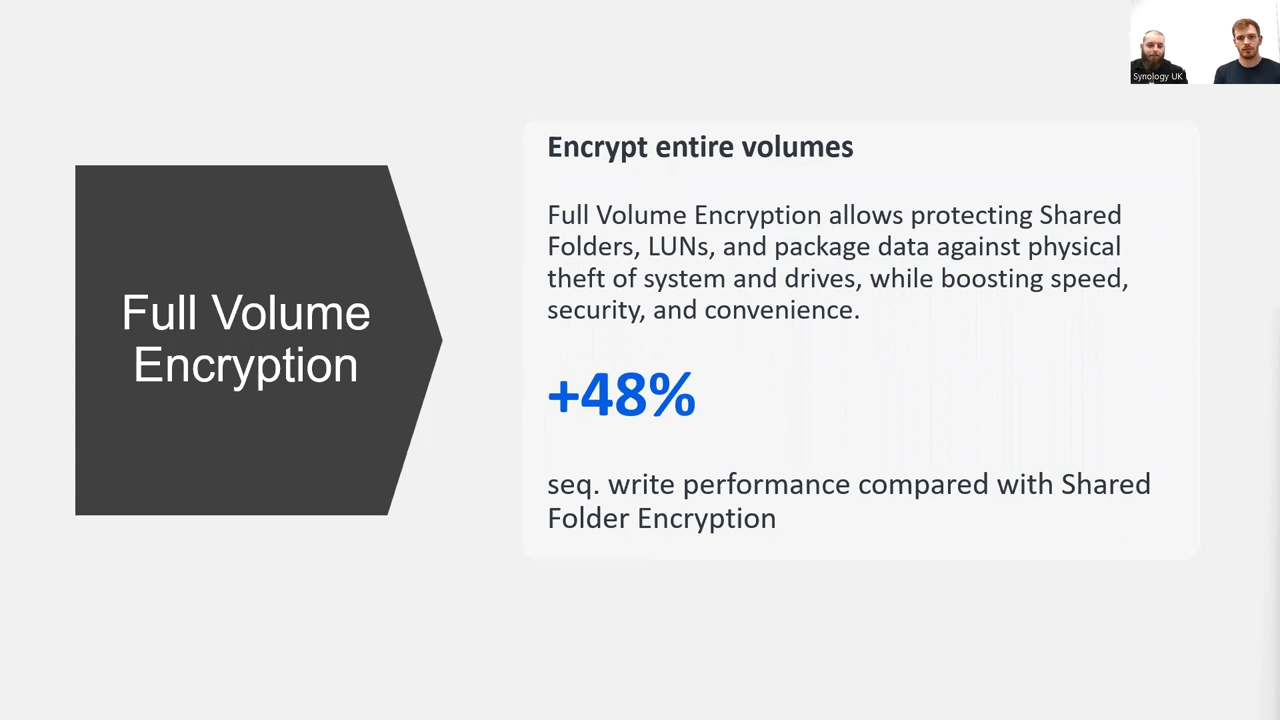 Synology UK
Full Volume
Encryption
Encrypt entire volumes
Full Volume Encryption allows protecting Shared
Folders, LUNs, and package data against physical
theft of system and drives, while boosting speed,
security, and convenience.
+48%
seq. write performance compared with Shared
Folder Encryption